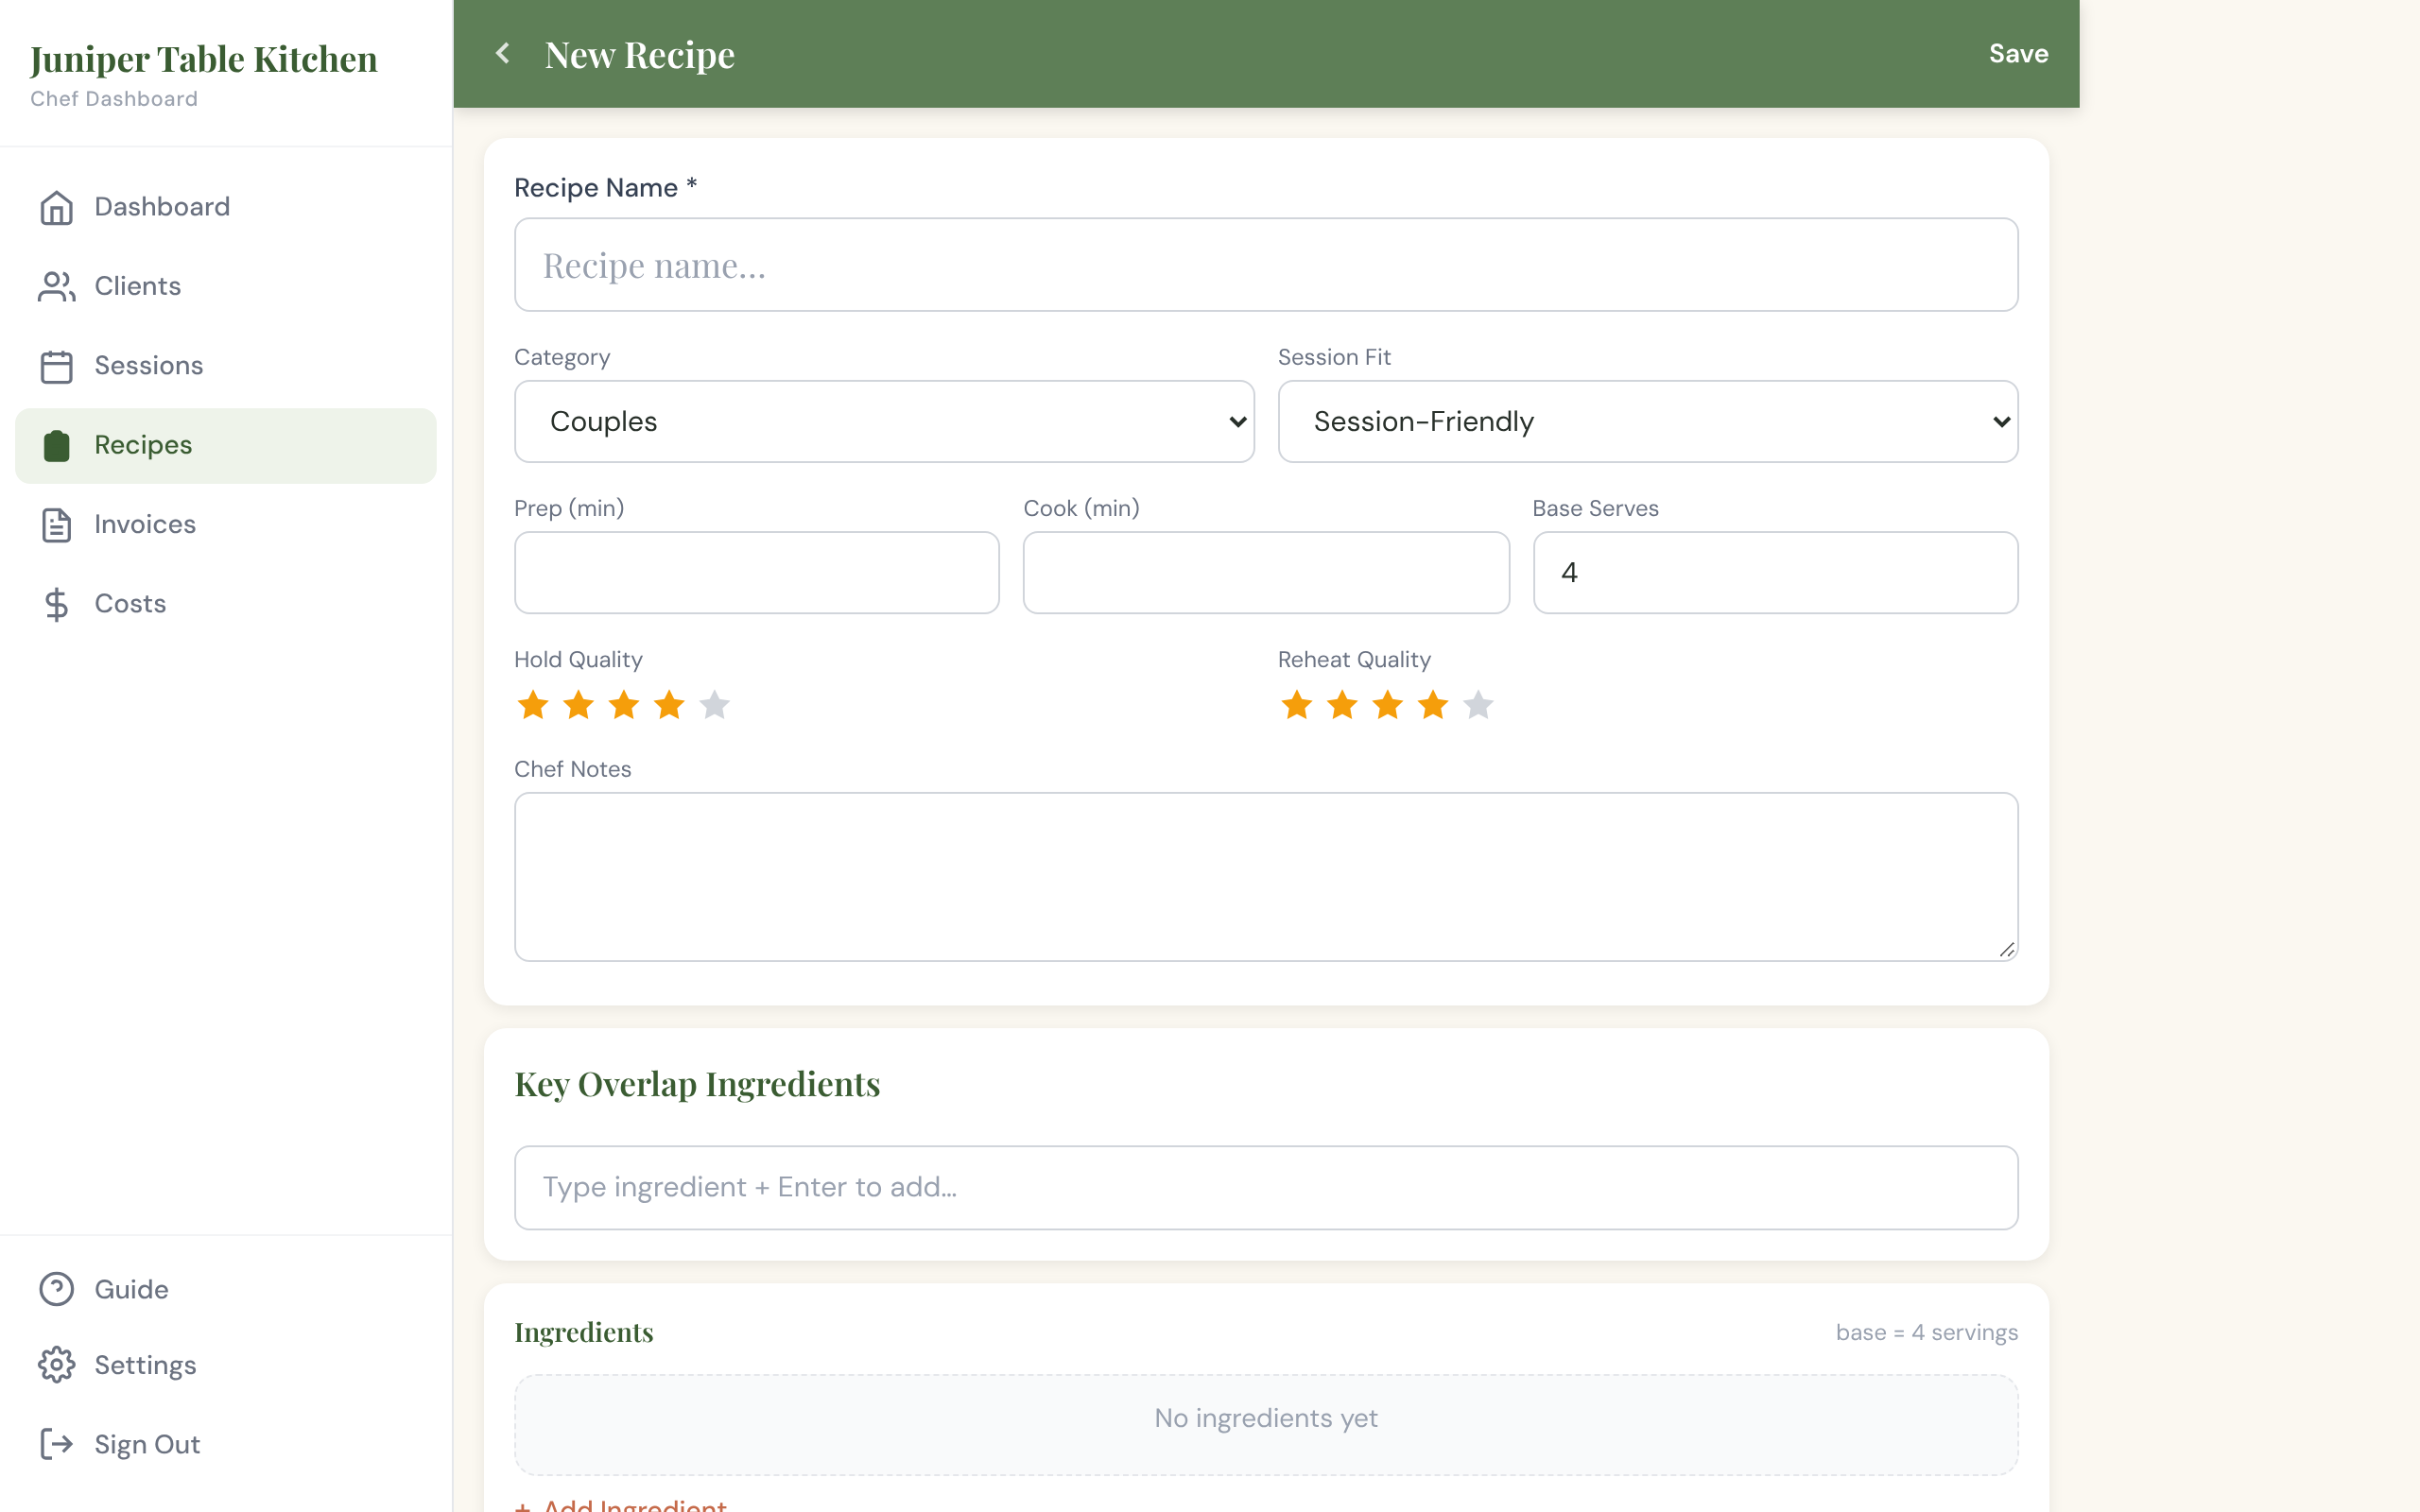 Juniper Table Kitchen
Chef Dashboard
Dashboard
Clients
Sessions
Recipes
Invoices
Costs
Guide
Settings
Sign Out
New Recipe
Save
Recipe Name *
Recipe name...
Category
Session Fit
Couples
Session-Friendly
Prep (min)
Cook (min)
Base Serves
4
Hold Quality
Reheat Quality
Chef Notes
Key Overlap Ingredients
Type ingredient + Enter to add...
Ingredients
base = 4 servings
No ingredients yet
+ Add Ingredient